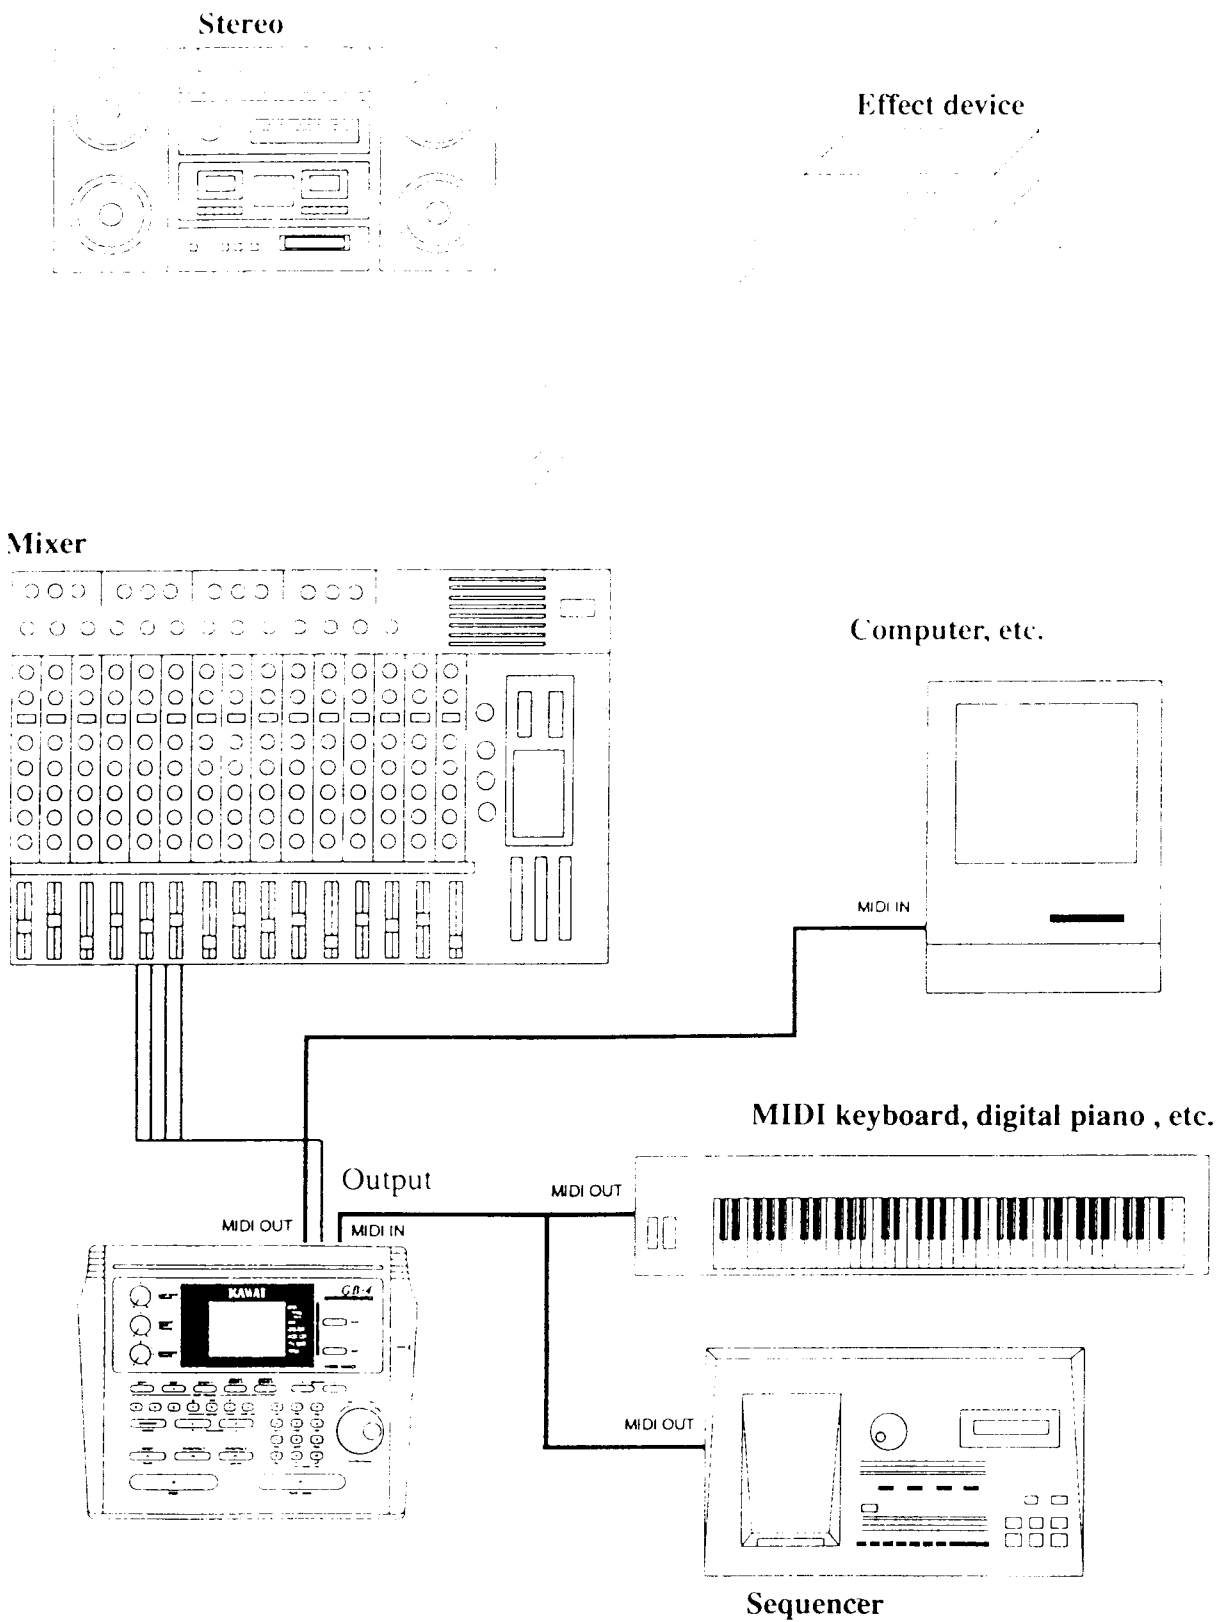 Stereo
Effect device
Mixer
Computer, etc.
MIDI IN
MIDI keyboard, digital piano , etc.
Output
MIDI OUT
MIDI OUT
MIDI IN
KAWAI
GB-4
MIDI OUT
Sequencer